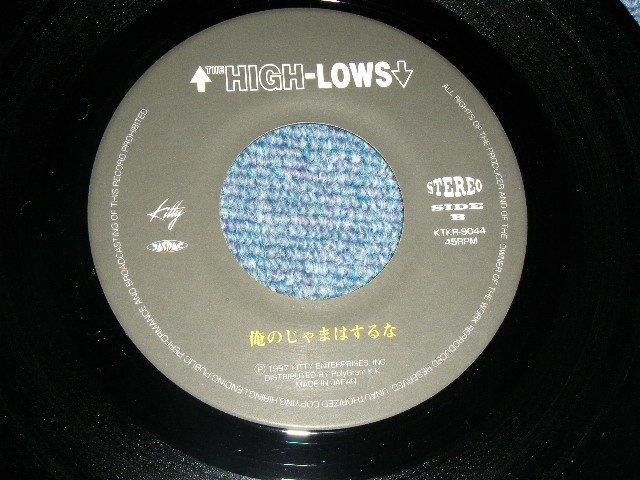 ↑THE HIGH-LOWS↓
STEREO
SIDE
B
KTKR-9044
45RPM
Kitty
俺のじゃまはするな
Ⓟ 1997 KITTY ENTERPRISES, INC
DISTRIBUTED BY PolyGram K.K.
MADE IN JAPAN
ALL RIGHTS OF THE PRODUCER AND OF THE OWNER OF THE WORK REPRODUCED RESERVED. UNAUTHORIZED COPYING,HIRING,LENDING,PUBLIC PERFORMANCE AND BROADCASTING OF THIS RECORD PROHIBITED.